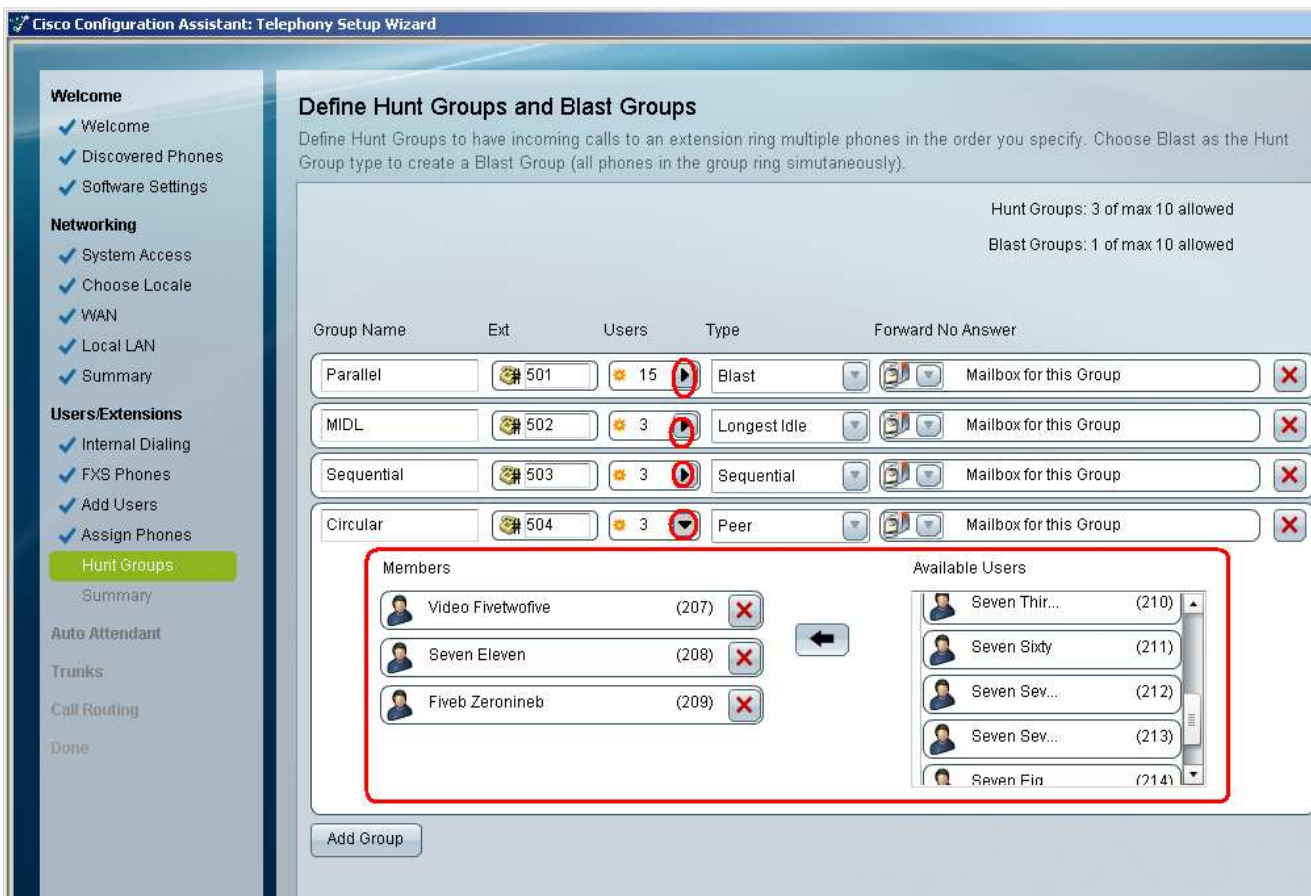 Cisco Configuration Assistant: Telephony Setup Wizard
Welcome
Welcome
Discovered Phones
Software Settings
Networking
System Access
Choose Locale
WAN
Local LAN
Summary
Users/Extensions
Internal Dialing
FXS Phones
Add Users
Assign Phones
Hunt Groups
Summary
Auto Attendant
Trunks
Call Routing
Done
Define Hunt Groups and Blast Groups
Define Hunt Groups to have incoming calls to an extension ring multiple phones in the order you specify. Choose Blast as the Hunt
Group type to create a Blast Group (all phones in the group ring simutaneously).
Hunt Groups: 3 of max 10 allowed
Blast Groups: 1 of max 10 allowed
Group Name Ext Users Type Forward No Answer
Parallel # 501 15 Blast Mailbox for this Group
MIDL # 502 3 Longest Idle Mailbox for this Group
Sequential # 503 3 Sequential Mailbox for this Group
Circular # 504 3 Peer Mailbox for this Group
Members
Video Fivetwofive (207)
Seven Eleven (208)
Fiveb Zeronineb (209)
Available Users
Seven Thir... (210)
Seven Sixty (211)
Seven Sev... (212)
Seven Sev... (213)
Seven Eig (214)
Add Group